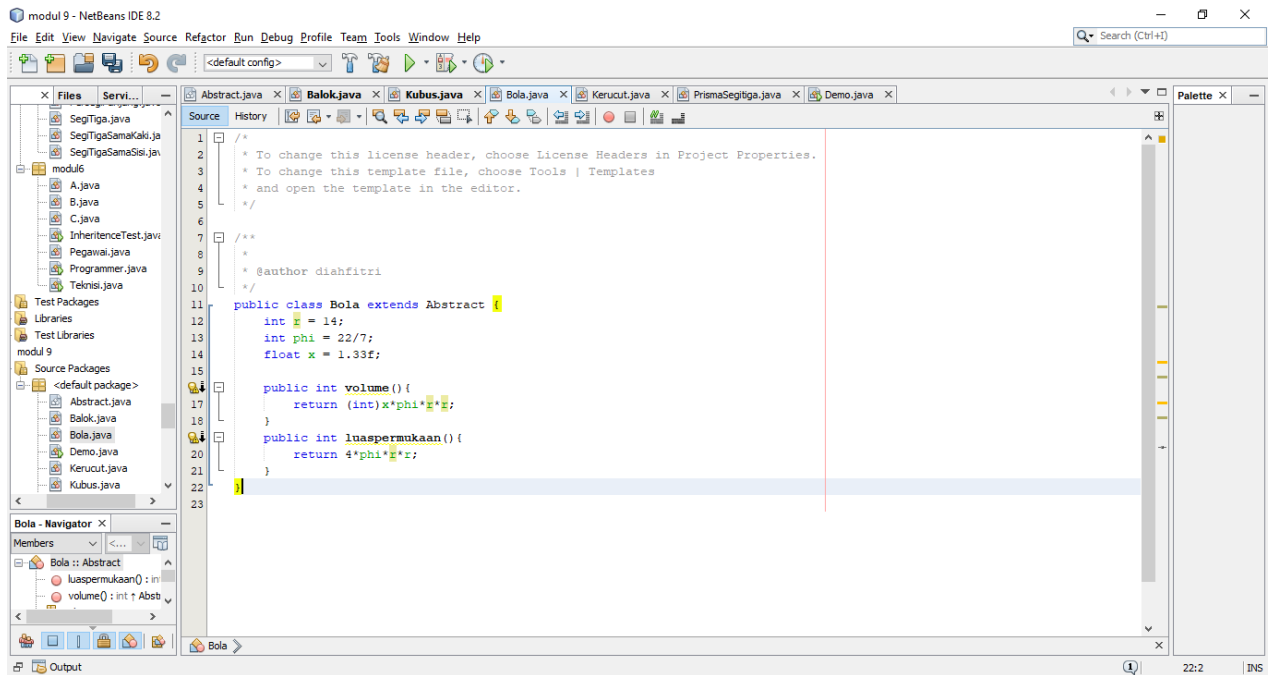 modul 9 - NetBeans IDE 8.2
File Edit View Navigate Source Refactor Run Debug Profile Team Tools Window Help
Search (Ctrl+I)
<default config>
Files Servi...
Abstract.java Balok.java Kubus.java Bola.java Kerucut.java PrismaSegitiga.java Demo.java
Palette
Source History
SegiTiga.java
SegiTigaSamaKaki.ja
SegiTigaSamaSisi.jav
modul6
A.java
B.java
C.java
InheritenceTest.java
Pegawai.java
Programmer.java
Teknisi.java
Test Packages
Libraries
Test Libraries
modul 9
Source Packages
<default package>
Abstract.java
Balok.java
Bola.java
Demo.java
Kerucut.java
Kubus.java
1 /*
2 * To change this license header, choose License Headers in Project Properties.
3 * To change this template file, choose Tools | Templates
4 * and open the template in the editor.
5 */
6
7 /**
8 *
9 * @author diahfitri
10 */
11 public class Bola extends Abstract {
12 int r = 14;
13 int phi = 22/7;
14 float x = 1.33f;
15
public int volume(){
17 return (int)x*phi*r*r;
18 }
public int luaspermukaan(){
20 return 4*phi*r*r;
21 }
22 }
23
Bola - Navigator
Members <...
Bola :: Abstract
luaspermukaan() : in
volume() : int ↑ Abst
Bola
Output
1
22:2 INS